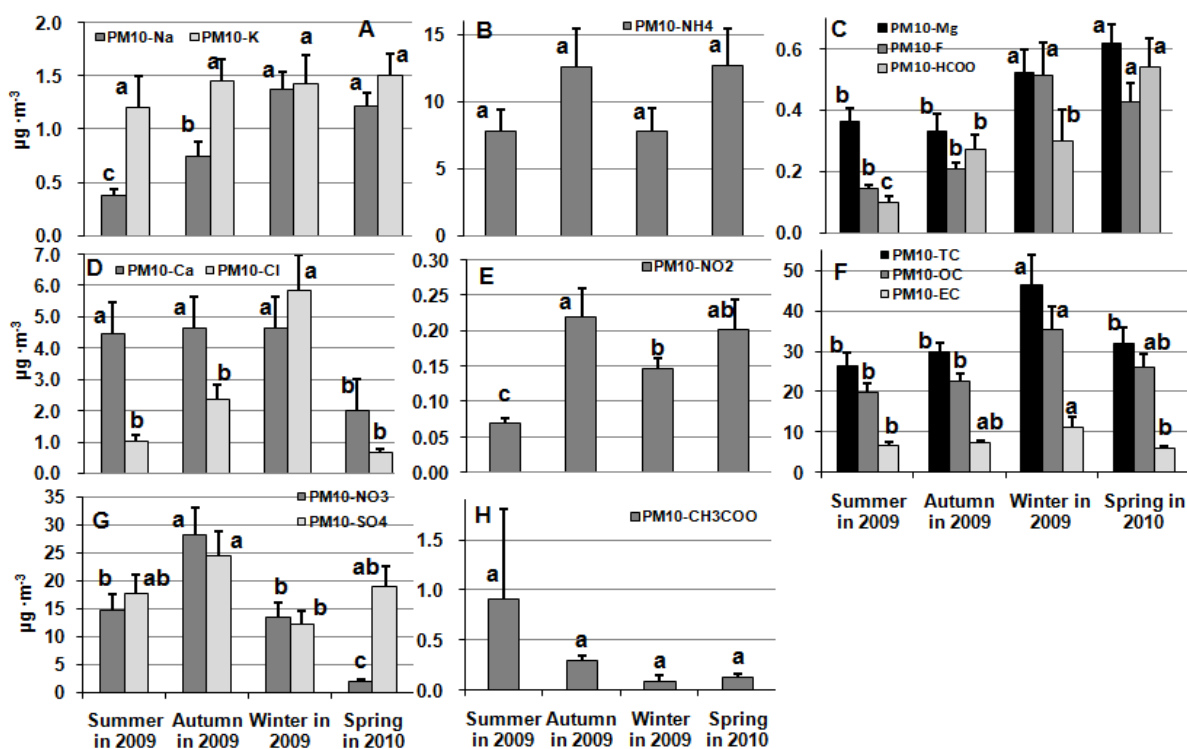 A
PM10-Na PM10-K
µg ·m-3
2.0
1.5
1.0
0.5
0.0
c a b a a a a a
B
PM10-NH4
15
10
5
0
a a a a
C
PM10-Mg
PM10-F
PM10-HCOO
0.6
0.4
0.2
0.0
b b c b b b a a b a a a
D
PM10-Ca PM10-Cl
7.0
6.0
5.0
4.0
3.0
2.0
1.0
0.0
a b a b a a b b
E
PM10-NO2
0.30
0.25
0.20
0.15
0.10
0.05
0.00
c a b ab
F
PM10-TC
PM10-OC
PM10-EC
50
40
30
20
10
0
b b b b b ab a a a b ab b
Summer in 2009
Autumn in 2009
Winter in 2009
Spring in 2010
G
PM10-NO3
PM10-SO4
µg ·m-3
35
30
25
20
15
10
5
0
b ab a a b b c ab
Summer in 2009
Autumn in 2009
Winter in 2009
Spring in 2010
H
PM10-CH3COO
1.5
1.0
0.5
0.0
a a a a
Summer in 2009
Autumn in 2009
Winter in 2009
Spring in 2010